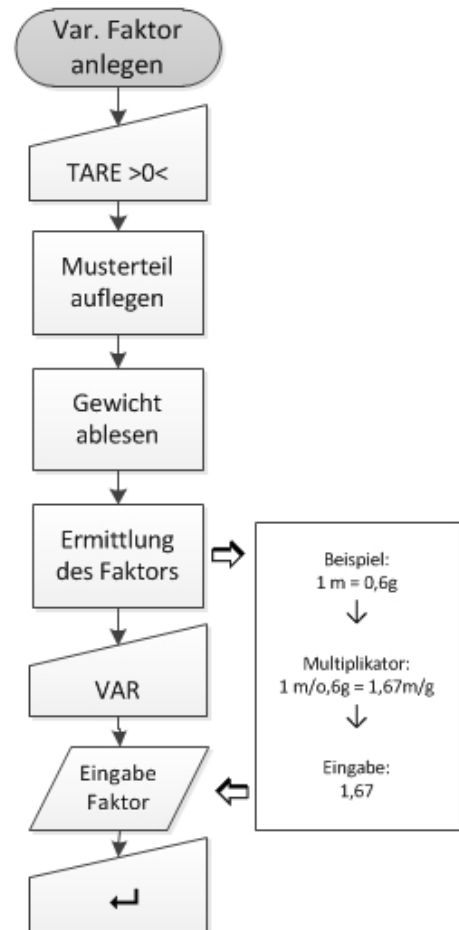 Var. Faktor
anlegen
TARE >0<
Musterteil
auflegen
Gewicht
ablesen
Ermittlung
des Faktors
Beispiel:
1 m = 0,6g
Multiplikator:
1 m/o,6g = 1,67m/g
Eingabe:
1,67
VAR
Eingabe
Faktor